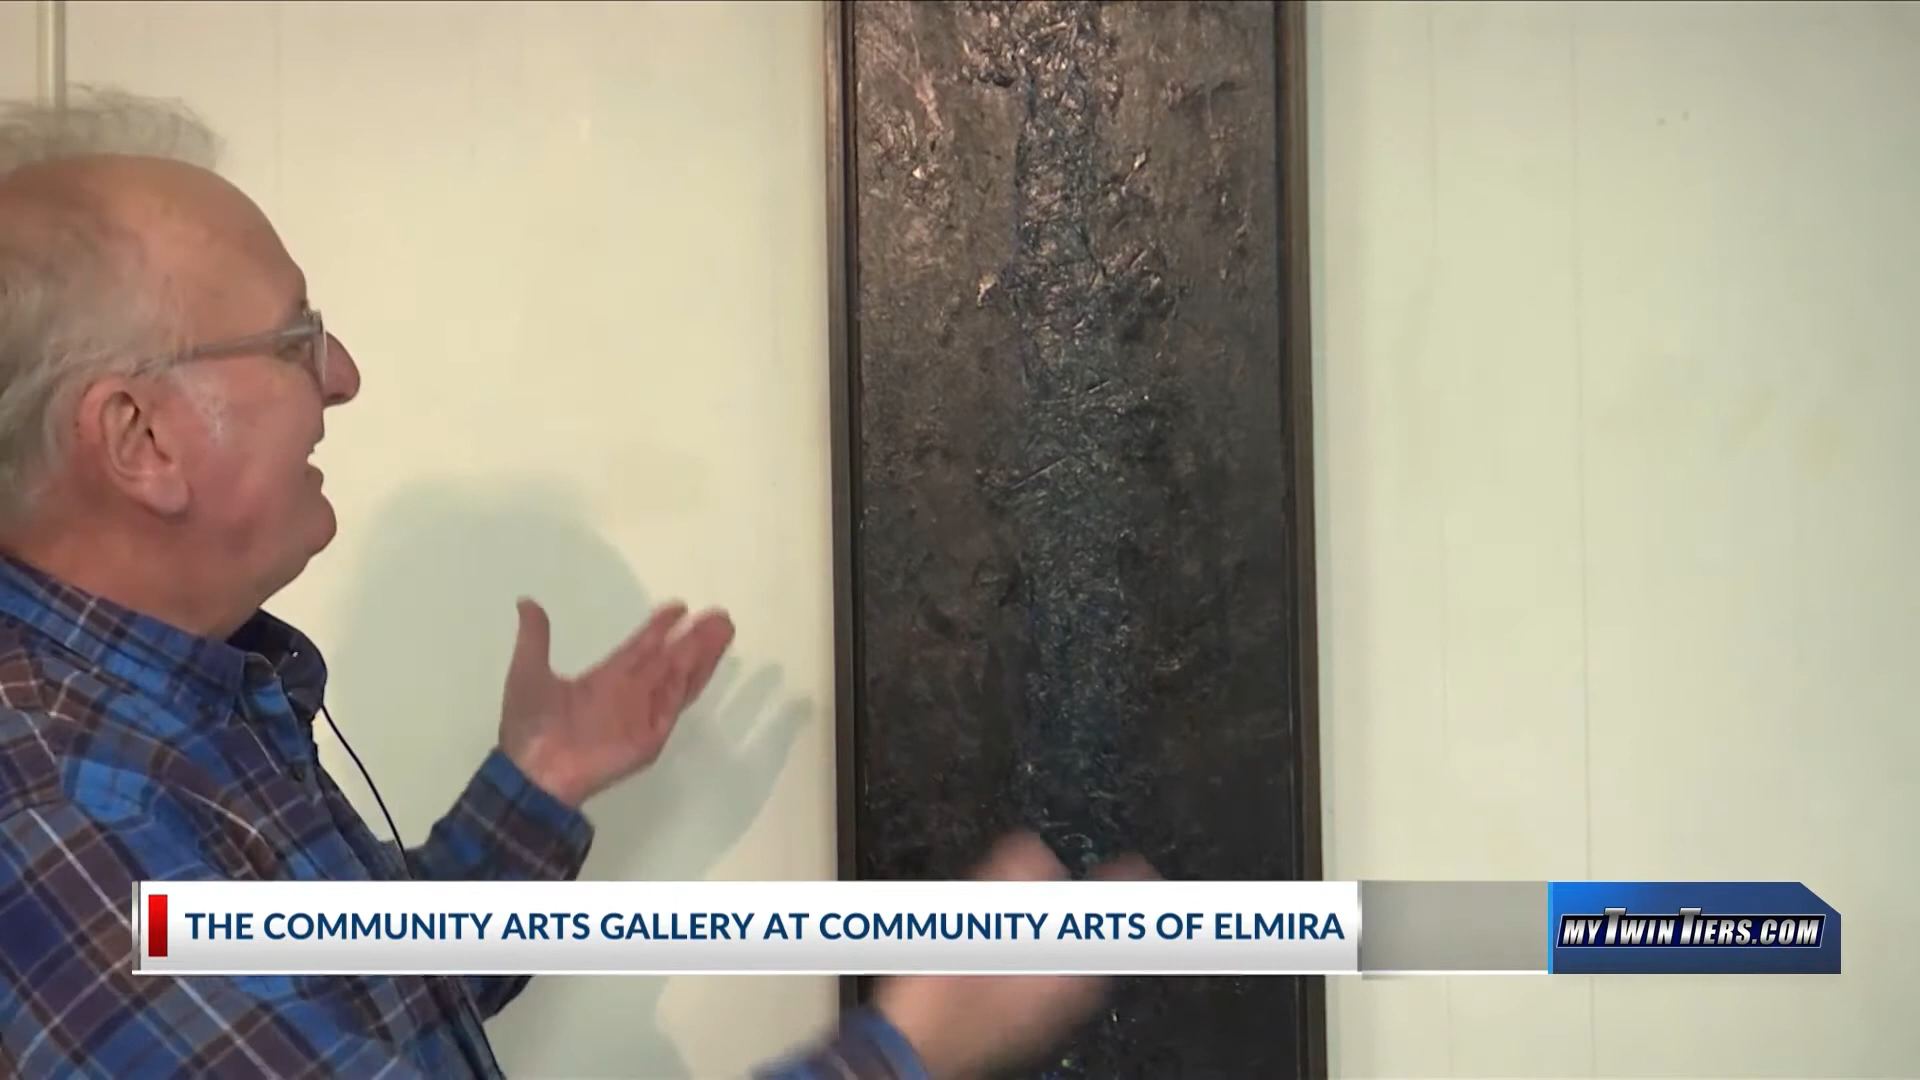 THE COMMUNITY ARTS GALLERY AT COMMUNITY ARTS OF ELMIRA
MYTWINTIERS.COM